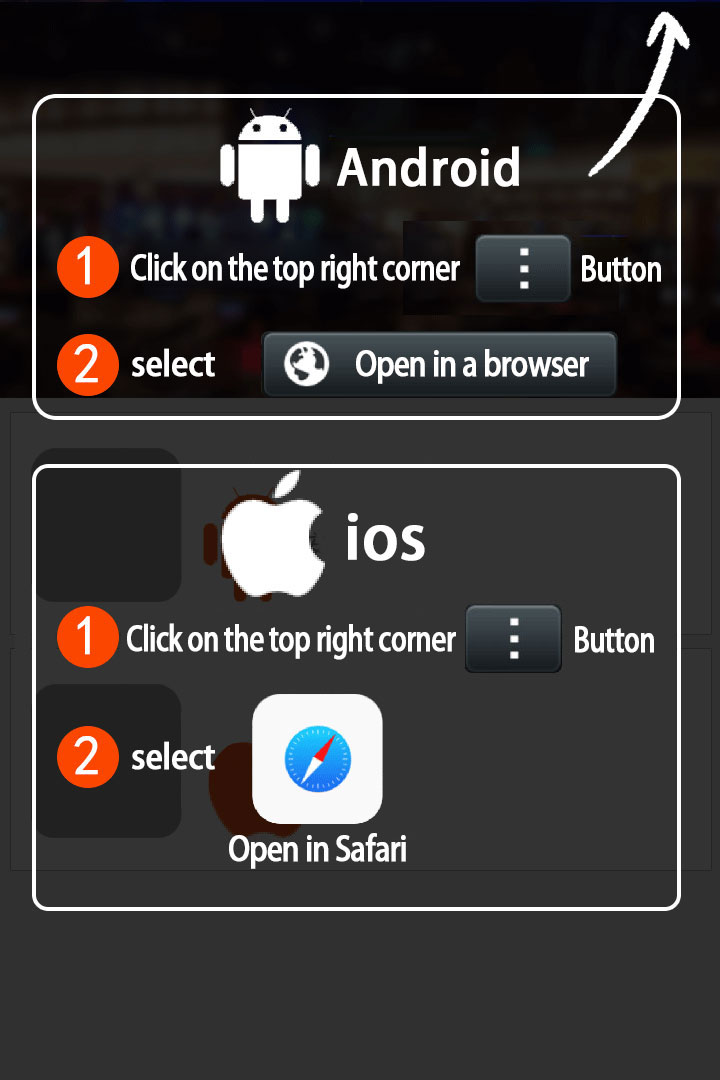 Android
1 Click on the top right corner Button
2 select Open in a browser
ios
1 Click on the top right corner Button
2 select
Open in Safari